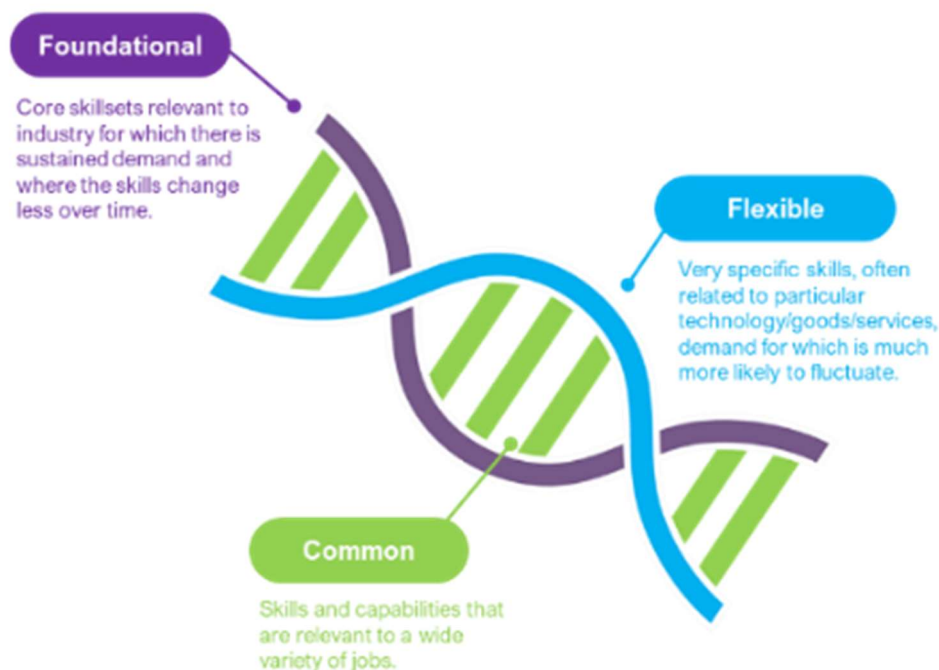 Foundational
Core skillsets relevant to
industry for which there is
sustained demand and
where the skills change
less over time.
Flexible
Very specific skills, often
related to particular
technology/goods/services,
demand for which is much
more likely to fluctuate.
Common
Skills and capabilities that
are relevant to a wide
variety of jobs.